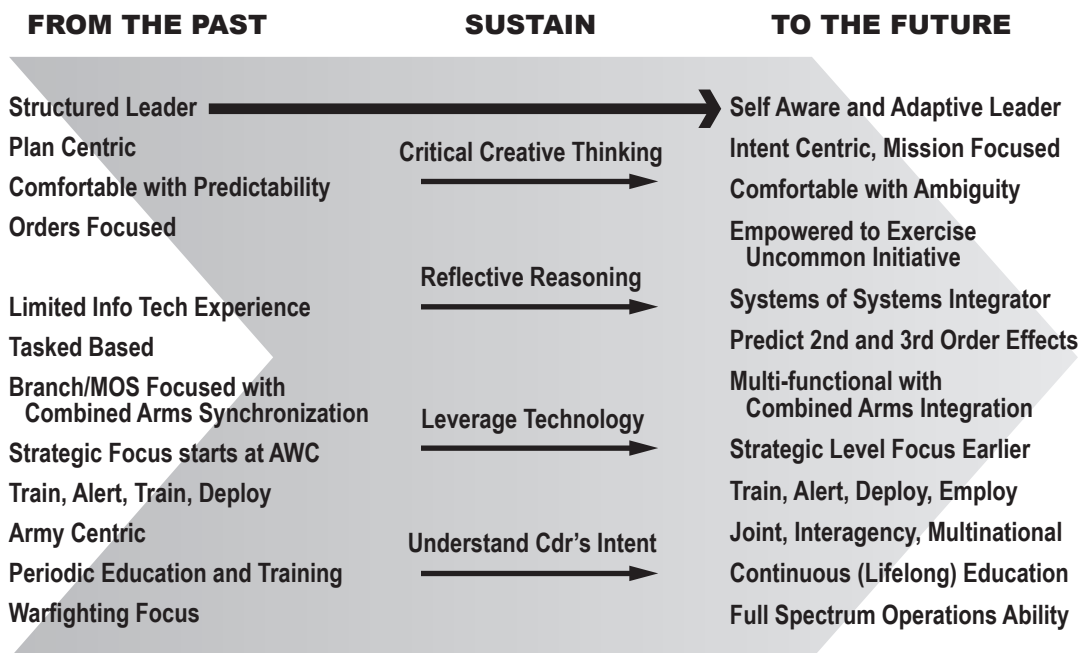 FROM THE PAST
SUSTAIN
TO THE FUTURE
Structured Leader
Plan Centric
Comfortable with Predictability
Orders Focused
Limited Info Tech Experience
Tasked Based
Branch/MOS Focused with
Combined Arms Synchronization
Strategic Focus starts at AWC
Train, Alert, Train, Deploy
Army Centric
Periodic Education and Training
Warfighting Focus
Critical Creative Thinking
Reflective Reasoning
Leverage Technology
Understand Cdr's Intent
Self Aware and Adaptive Leader
Intent Centric, Mission Focused
Comfortable with Ambiguity
Empowered to Exercise
Uncommon Initiative
Systems of Systems Integrator
Predict 2nd and 3rd Order Effects
Multi-functional with
Combined Arms Integration
Strategic Level Focus Earlier
Train, Alert, Deploy, Employ
Joint, Interagency, Multinational
Continuous (Lifelong) Education
Full Spectrum Operations Ability